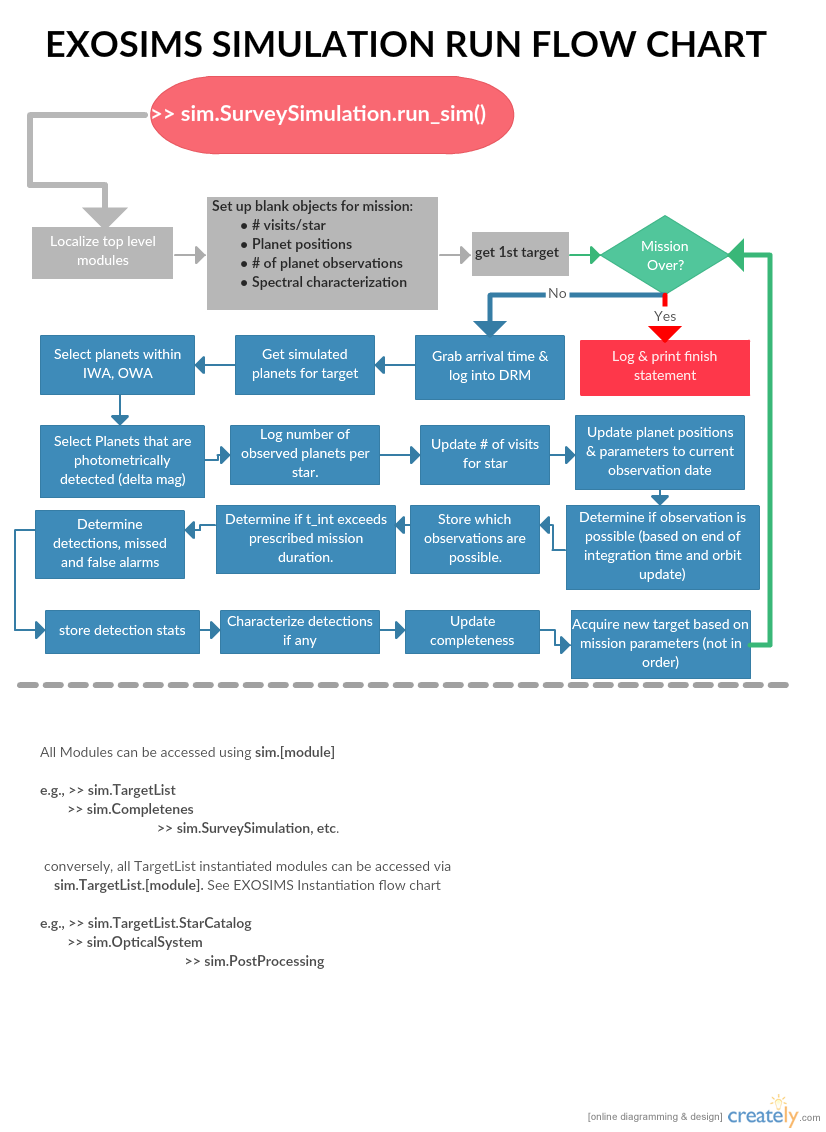 EXOSIMS SIMULATION RUN FLOW CHART
>> sim.SurveySimulation.run_sim()
Localize top level
modules
Set up blank objects for mission:
● # visits/star
● Planet positions
● # of planet observations
● Spectral characterization
get 1st target
Mission
Over?
No
Yes
Log & print finish
statement
Grab arrival time &
log into DRM
Get simulated
planets for target
Select planets within
IWA, OWA
Select Planets that are
photometrically
detected (delta mag)
Log number of
observed planets per
star.
Update # of visits
for star
Update planet positions
& parameters to current
observation date
Determine if observation is
possible (based on end of
integration time and orbit
update)
Store which
observations are
possible.
Determine if t_int exceeds
prescribed mission
duration.
Determine
detections, missed
and false alarms
store detection stats
Characterize detections
if any
Update
completeness
Acquire new target based on
mission parameters (not in
order)
All Modules can be accessed using sim.[module]
e.g., >> sim.TargetList
>> sim.Completenes
>> sim.SurveySimulation, etc.
conversely, all TargetList instantiated modules can be accessed via
sim.TargetList.[module]. See EXOSIMS Instantiation flow chart
e.g., >> sim.TargetList.StarCatalog
>> sim.OpticalSystem
>> sim.PostProcessing
[online diagramming & design] creately.com